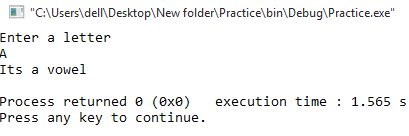 "C:\Users\dell\Desktop\New folder\Practice\bin\Debug\Practice.exe"
Enter a letter
A
Its a vowel
Process returned 0 (0x0)   execution time : 1.565 s
Press any key to continue.